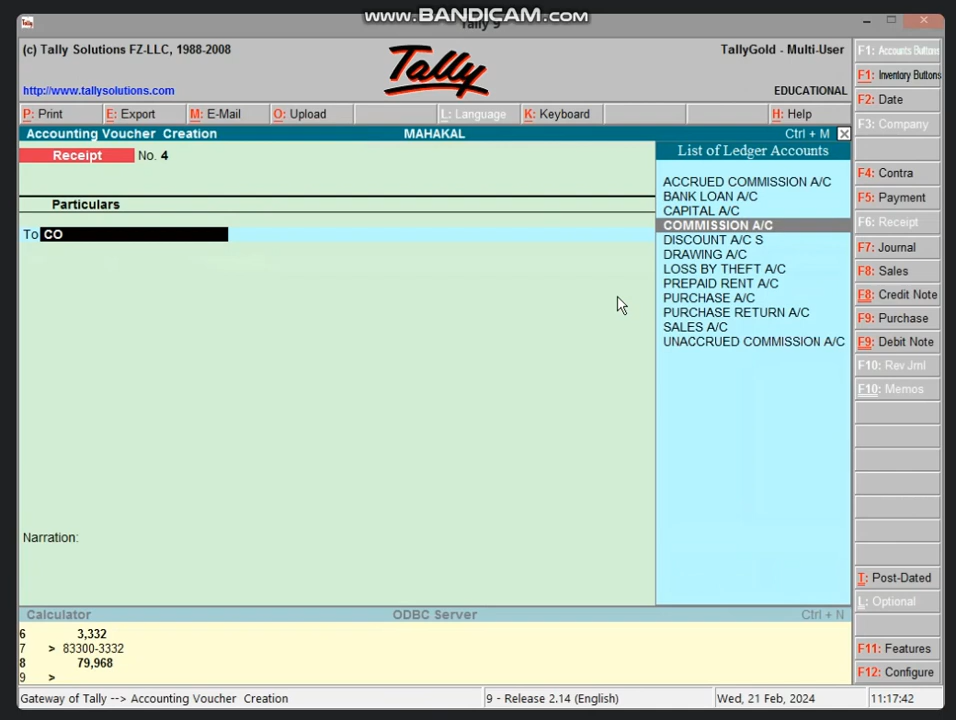 WWW.BANDICAM.COM
Tally 9
(c) Tally Solutions FZ-LLC, 1988-2008
Tally
TallyGold - Multi-User
http://www.tallysolutions.com
EDUCATIONAL
P: Print
E: Export
M: E-Mail
O: Upload
L: Language
K: Keyboard
H: Help
Accounting Voucher Creation
MAHAKAL
Ctrl + M
Receipt No. 4
Particulars
To CO
Narration:
List of Ledger Accounts
ACCRUED COMMISSION A/C
BANK LOAN A/C
CAPITAL A/C
COMMISSION A/C
DISCOUNT A/C S
DRAWING A/C
LOSS BY THEFT A/C
PREPAID RENT A/C
PURCHASE A/C
PURCHASE RETURN A/C
SALES A/C
UNACCRUED COMMISSION A/C
F1: Accounts Buttons
F1: Inventory Buttons
F2: Date
F3: Company
F4: Contra
F5: Payment
F6: Receipt
F7: Journal
F8: Sales
F8: Credit Note
F9: Purchase
F9: Debit Note
F10: Rev Jrnl
F10: Memos
T: Post-Dated
L: Optional
F11: Features
F12: Configure
Calculator
ODBC Server
Ctrl + N
6 3,332
7 > 83300-3332
8 79,968
9 >
Gateway of Tally --> Accounting Voucher Creation
9 - Release 2.14 (English)
Wed, 21 Feb, 2024
11:17:42